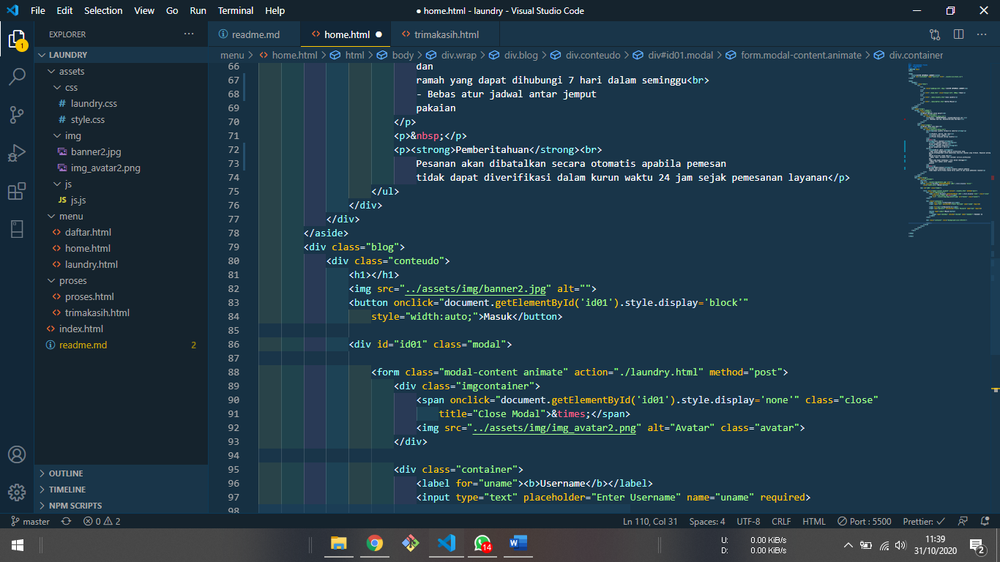 File Edit Selection View Go Run Terminal Help
● home.html - laundry - Visual Studio Code
EXPLORER
readme.md
home.html
trimakasih.html
LAUNDRY
menu > home.html > html > body > div.wrap > div.blog > div.conteudo > div#id01.modal > form.modal-content.animate > div.container
assets
css
laundry.css
style.css
img
banner2.jpg
img_avatar2.png
js
js.js
menu
daftar.html
home.html
laundry.html
proses
proses.html
trimakasih.html
index.html
readme.md 2
OUTLINE
TIMELINE
NPM SCRIPTS
66 dan
67 ramah yang dapat dihubungi 7 hari dalam seminggu<br>
68 - Bebas atur jadwal antar jemput
69 pakaian
70 </p>
71 <p>&nbsp;</p>
72 <p><strong>Pemberitahuan</strong><br>
73 Pesanan akan dibatalkan secara otomatis apabila pemesan
74 tidak dapat diverifikasi dalam kurun waktu 24 jam sejak pemesanan layanan</p>
75 </ul>
76 </div>
77 </div>
78 </aside>
79 <div class="blog">
80 <div class="conteudo">
81 <h1></h1>
82 <img src="../assets/img/banner2.jpg" alt="">
83 <button onclick="document.getElementById('id01').style.display='block'"
84 style="width:auto;">Masuk</button>
85
86 <div id="id01" class="modal">
87
88 <form class="modal-content animate" action="./laundry.html" method="post">
89 <div class="imgcontainer">
90 <span onclick="document.getElementById('id01').style.display='none'" class="close"
91 title="Close Modal">&times;</span>
92 <img src="../assets/img/img_avatar2.png" alt="Avatar" class="avatar">
93 </div>
94
95 <div class="container">
96 <label for="uname"><b>Username</b></label>
97 <input type="text" placeholder="Enter Username" name="uname" required>
98
master 0 2
Ln 110, Col 31 Spaces: 4 UTF-8 CRLF HTML Port : 5500 Prettier: ✓
1
14
U: 0.00 KiB/s
D: 0.00 KiB/s
11:39
31/10/2020
2